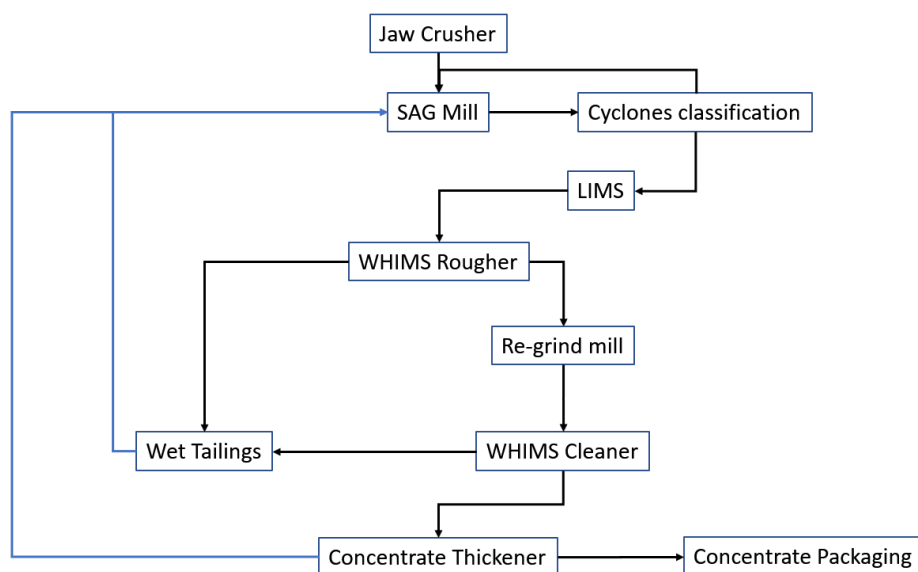 Jaw Crusher
SAG Mill
Cyclones classification
LIMS
WHIMS Rougher
Re-grind mill
Wet Tailings
WHIMS Cleaner
Concentrate Thickener
Concentrate Packaging